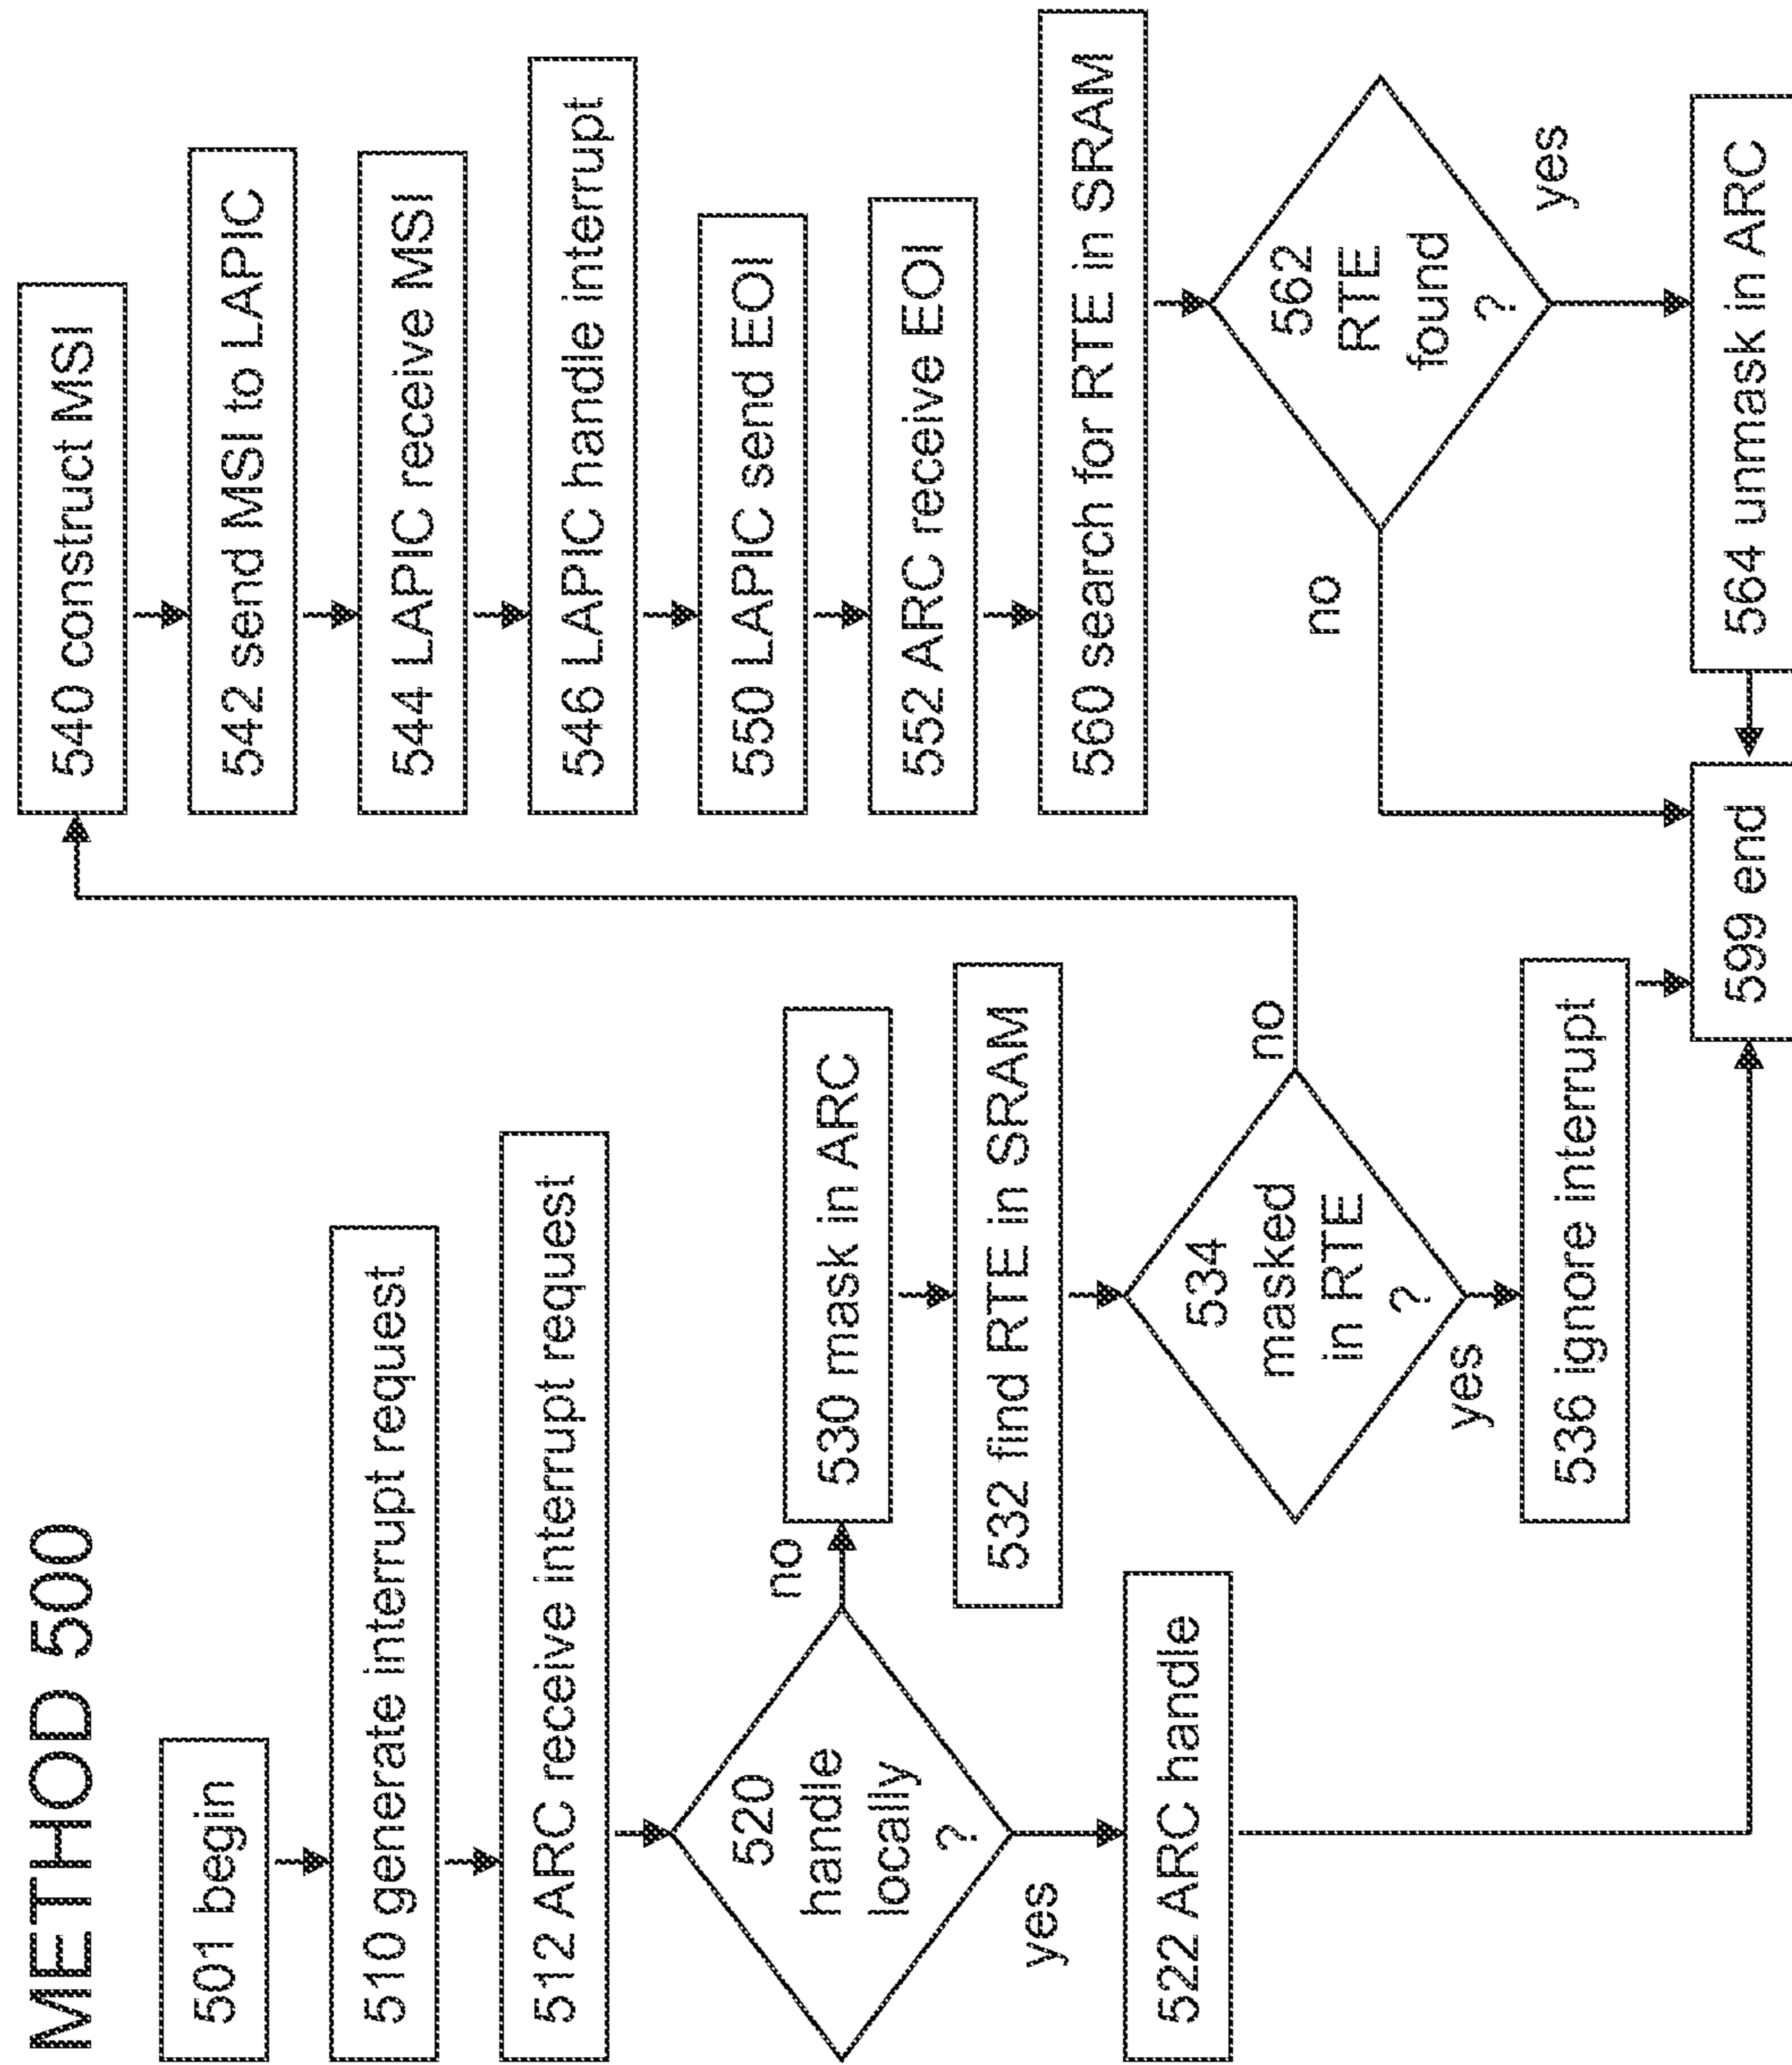 METHOD 500
501 begin
510 generate interrupt request
512 ARC receive interrupt request
520
handle
locally
?
yes
no
522 ARC handle
530 mask in ARC
532 find RTE in SRAM
534
masked
in RTE
?
yes
no
536 ignore interrupt
540 construct MSI
542 send MSI to LAPIC
544 LAPIC receive MSI
546 LAPIC handle interrupt
550 LAPIC send EOI
552 ARC receive EOI
560 search for RTE in SRAM
562
RTE
found
?
no
yes
564 unmask in ARC
599 end